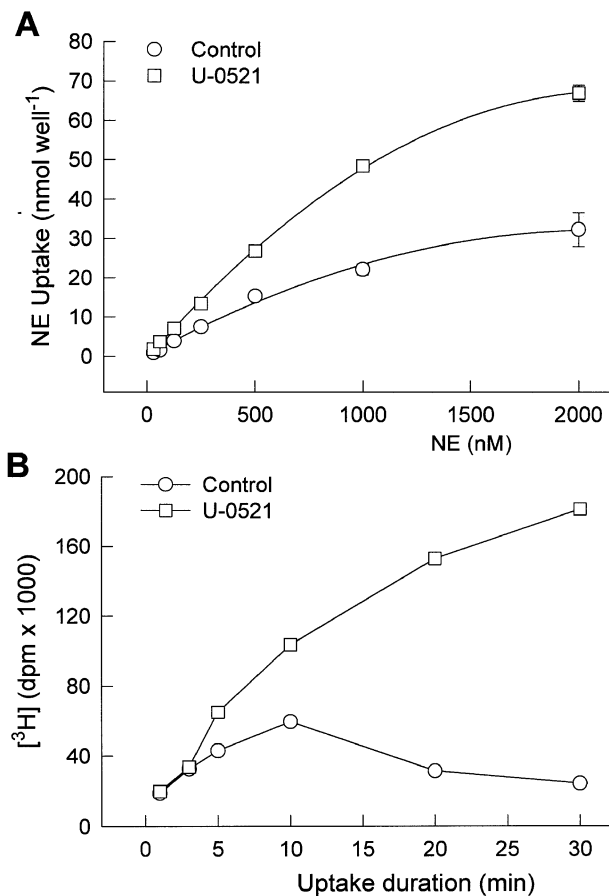 A
Control
U-0521
NE Uptake (nmol well⁻¹)
80
70
60
50
40
30
20
10
0
0 500 1000 1500 2000
NE (nM)
B
Control
U-0521
[³H] (dpm x 1000)
200
160
120
80
40
0
0 5 10 15 20 25 30
Uptake duration (min)